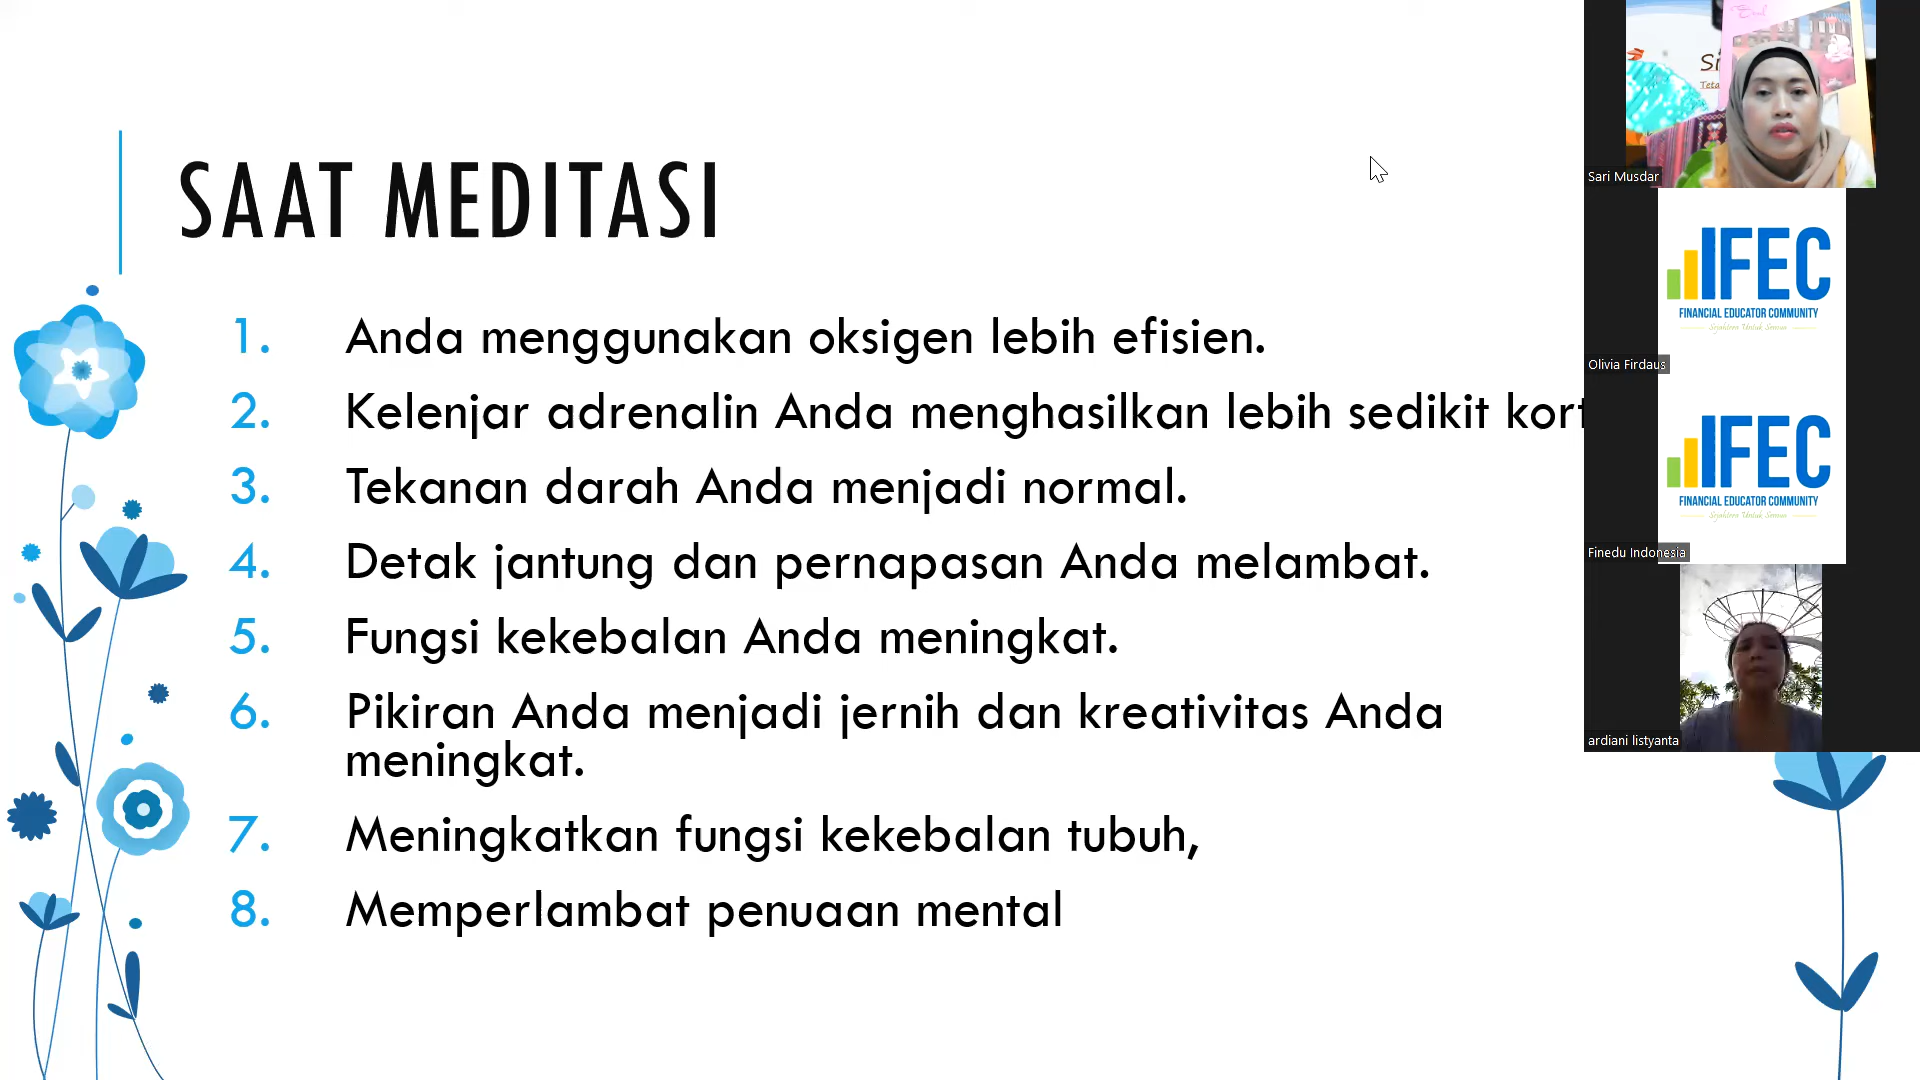 SAAT MEDITASI
1. Anda menggunakan oksigen lebih efisien.
2. Kelenjar adrenalin Anda menghasilkan lebih sedikit
3. Tekanan darah Anda menjadi normal.
4. Detak jantung dan pernapasan Anda melambat.
5. Fungsi kekebalan Anda meningkat.
6. Pikiran Anda menjadi jernih dan kreativitas Anda
meningkat.
7. Meningkatkan fungsi kekebalan tubuh,
8. Memperlambat penuaan mental
Sari Musdar
IFEC
FINANCIAL EDUCATOR COMMUNITY
Olivia Firdaus
IFEC
FINANCIAL EDUCATOR COMMUNITY
Finedu Indonesia
ardiani listyanta